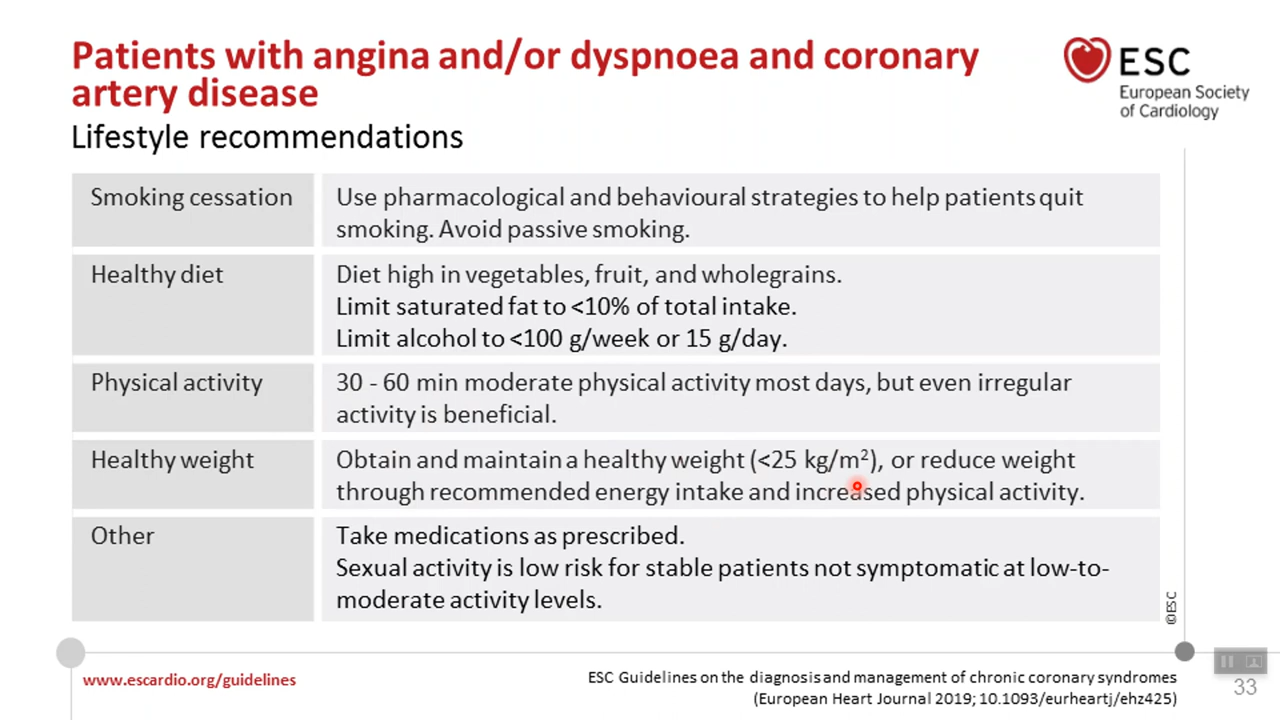 Patients with angina and/or dyspnoea and coronary
artery disease
Lifestyle recommendations
ESC
European Society
of Cardiology
Smoking cessation
Use pharmacological and behavioural strategies to help patients quit
smoking. Avoid passive smoking.
Healthy diet
Diet high in vegetables, fruit, and wholegrains.
Limit saturated fat to <10% of total intake.
Limit alcohol to <100 g/week or 15 g/day.
Physical activity
30 - 60 min moderate physical activity most days, but even irregular
activity is beneficial.
Healthy weight
Obtain and maintain a healthy weight (<25 kg/m²), or reduce weight
through recommended energy intake and increased physical activity.
Other
Take medications as prescribed.
Sexual activity is low risk for stable patients not symptomatic at low-to-
moderate activity levels.
©ESC
www.escardio.org/guidelines
ESC Guidelines on the diagnosis and management of chronic coronary syndromes
(European Heart Journal 2019; 10.1093/eurheartj/ehz425)
33